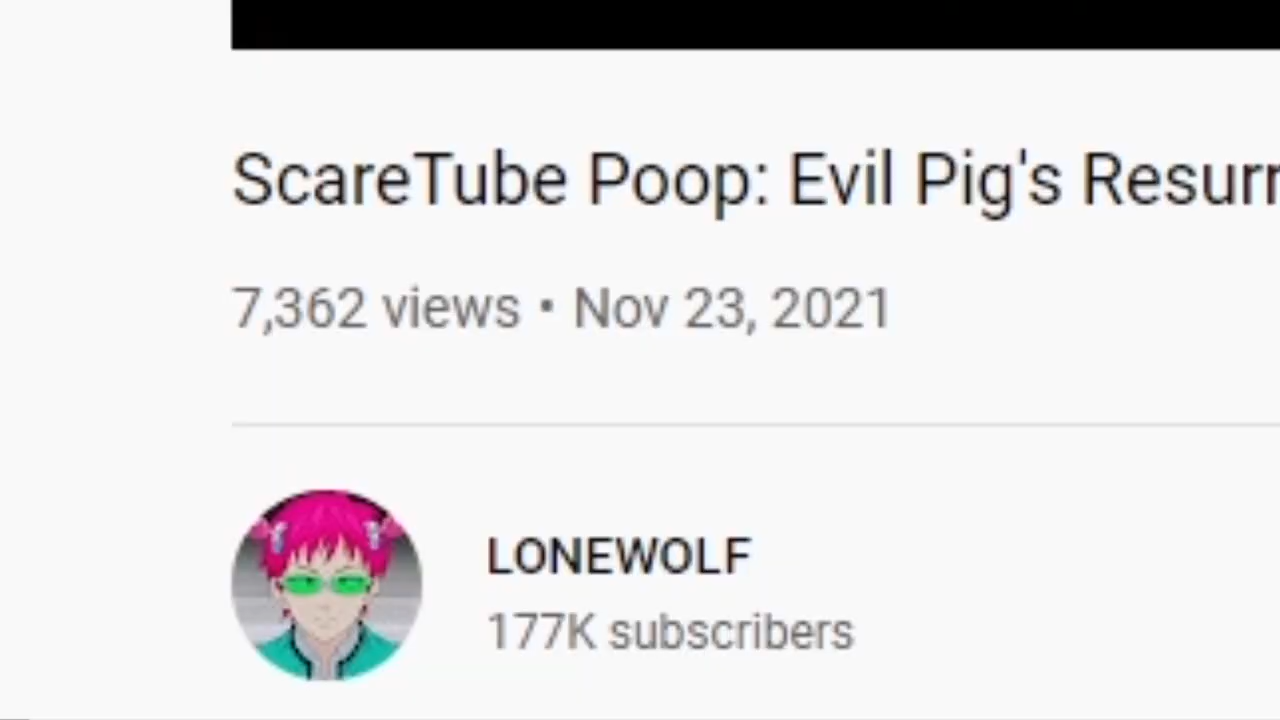 ScareTube Poop: Evil Pig's Resurr
7,362 views • Nov 23, 2021
LONEWOLF
177K subscribers